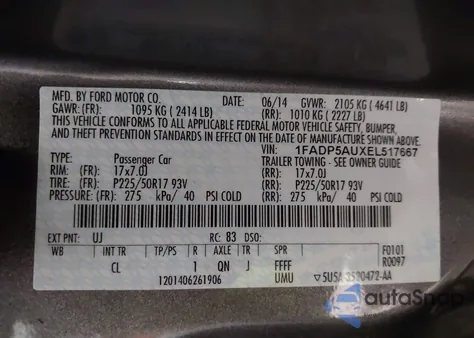 MFD. BY FORD MOTOR CO. DATE: 06/14 GVWR: 2105 KG ( 4641 LB)
GAWR: (FR): 1095 KG ( 2414 LB) (RR): 1010 KG ( 2227 LB)
THIS VEHICLE CONFORMS TO ALL APPLICABLE FEDERAL MOTOR VEHICLE SAFETY, BUMPER,
AND THEFT PREVENTION STANDARDS IN EFFECT ON THE DATE OF MANUFACTURE SHOWN
VIN: 1FADP5AUXEL517667
TYPE: Passenger Car TRAILER TOWING - SEE OWNER GUIDE
RIM: (FR): 17x7.0J (RR): 17x7.0J
TIRE: (FR): P225/50R17 93V (RR): P225/50R17 93V
PRESSURE: (FR): 275 kPa/ 40 PSI COLD (RR): 275 kPa/ 40 PSI COLD
EXT PNT: UJ RC: 83 DSO: F0101
WB INT TR TP/PS R AXLE TR SPR R0097
CL 1 QN J FFFF
1201406261906 UMU
autoSnap